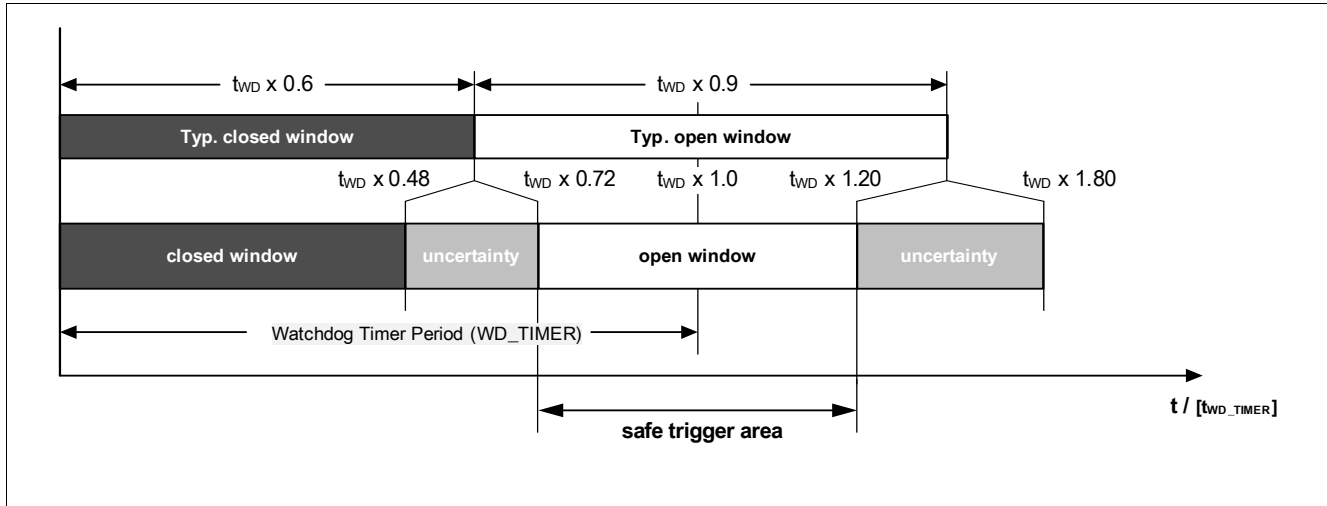 tWD x 0.6
tWD x 0.9
Typ. closed window
Typ. open window
tWD x 0.48
tWD x 0.72
tWD x 1.0
tWD x 1.20
tWD x 1.80
closed window
uncertainty
open window
uncertainty
Watchdog Timer Period (WD_TIMER)
t / [tWD_TIMER]
safe trigger area